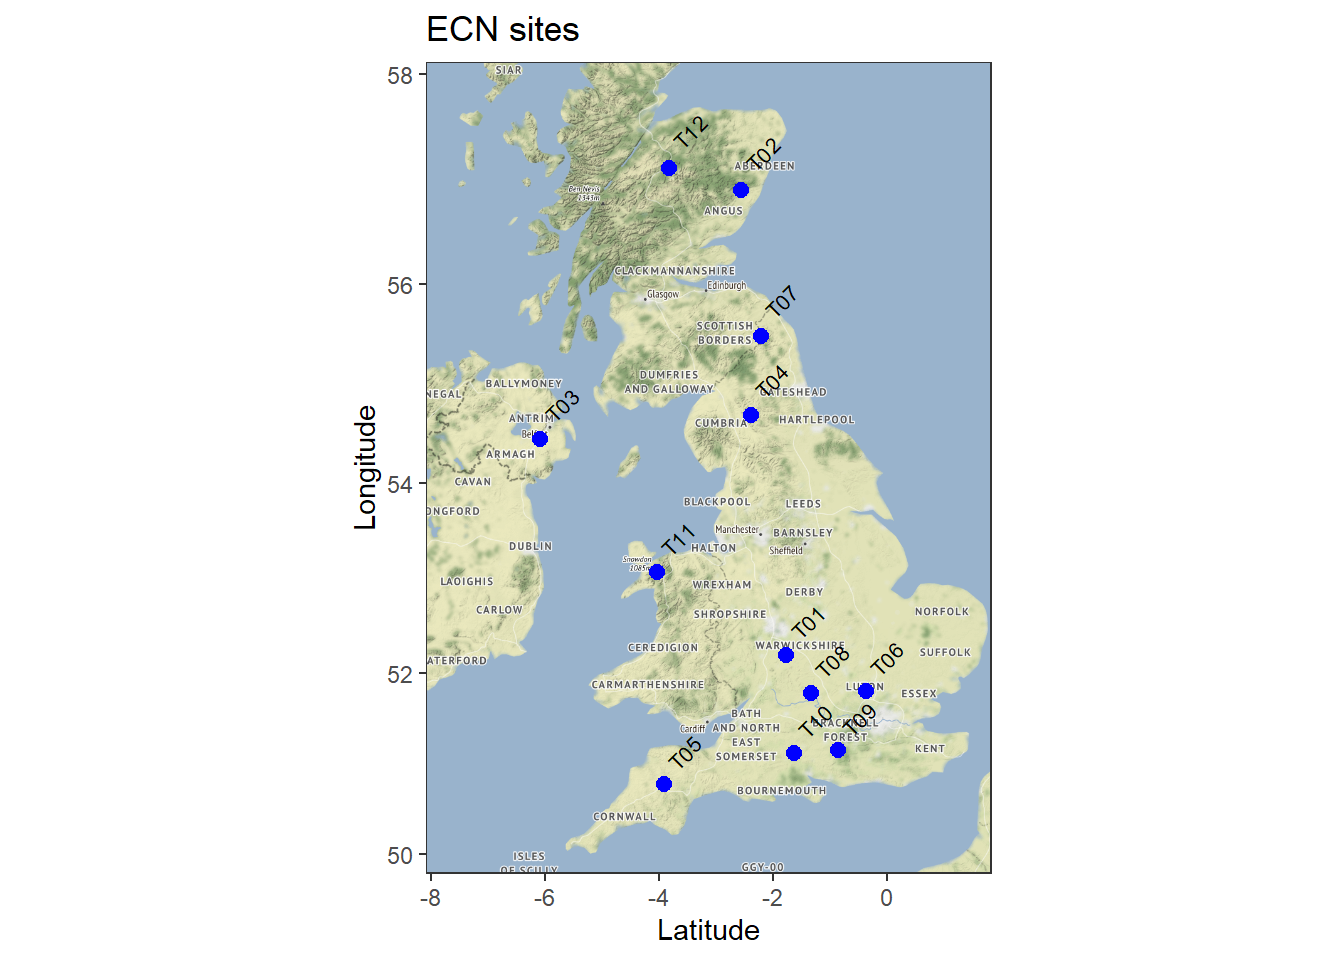 ECN sites
58
56
54
52
50
Longitude
SIAR
T12
T02
ABERDEEN
Ben Nevis
1343m
ANGUS
CLACKMANNANSHIRE
Edinburgh
Glasgow
T07
SCOTTISH
BORDERS
DUMFRIES
AND GALLOWAY
T04
GATESHEAD
HARTLEPOOL
CUMBRIA
BALLYMONEY
NEGAL
T03
ANTRIM
ARMAGH
CAVAN
ONGFORD
DUBLIN
LAOIGHIS
CARLOW
ATERFORD
BLACKPOOL
LEEDS
Manchester
BARNSLEY
Sheffield
HALTON
T11
Snowdon
1085m
WREXHAM
DERBY
SHROPSHIRE
NORFOLK
T01
WARWICKSHIRE
CEREDIGION
SUFFOLK
T08
T06
LUTON
ESSEX
CARMARTHENSHIRE
BATH
AND NORTH
EAST
SOMERSET
Cardiff
T10
T09
BRACKNELL
FOREST
KENT
T05
BOURNEMOUTH
CORNWALL
ISLES
OF SCILLY
GGY-00
-8
-6
-4
-2
0
Latitude